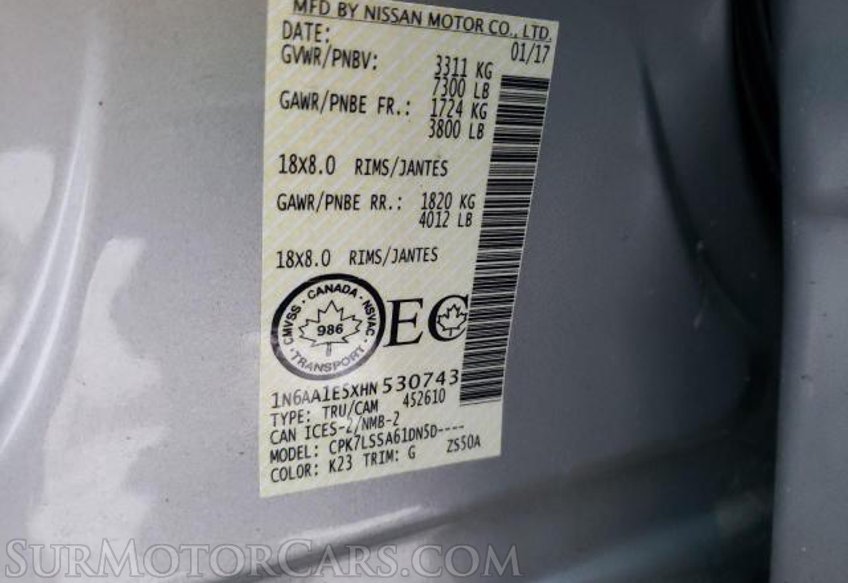 MFD BY NISSAN MOTOR CO., LTD.
DATE: 01/17
GVWR/PNBV: 3311 KG
7300 LB
GAWR/PNBE FR.: 1724 KG
3800 LB
18X8.0 RIMS/JANTES
GAWR/PNBE RR.: 1820 KG
4012 LB
18X8.0 RIMS/JANTES
CMVSS · CANADA · NSVAC · TRANSPORT
986
EC
1N6AA1E5XHN530743
TYPE: TRU/CAM 452610
CAN ICES-2/NMB-2
MODEL: CPK7LSSA61DN5D----
COLOR: K23 TRIM: G ZS50A
SurMotorCars.com